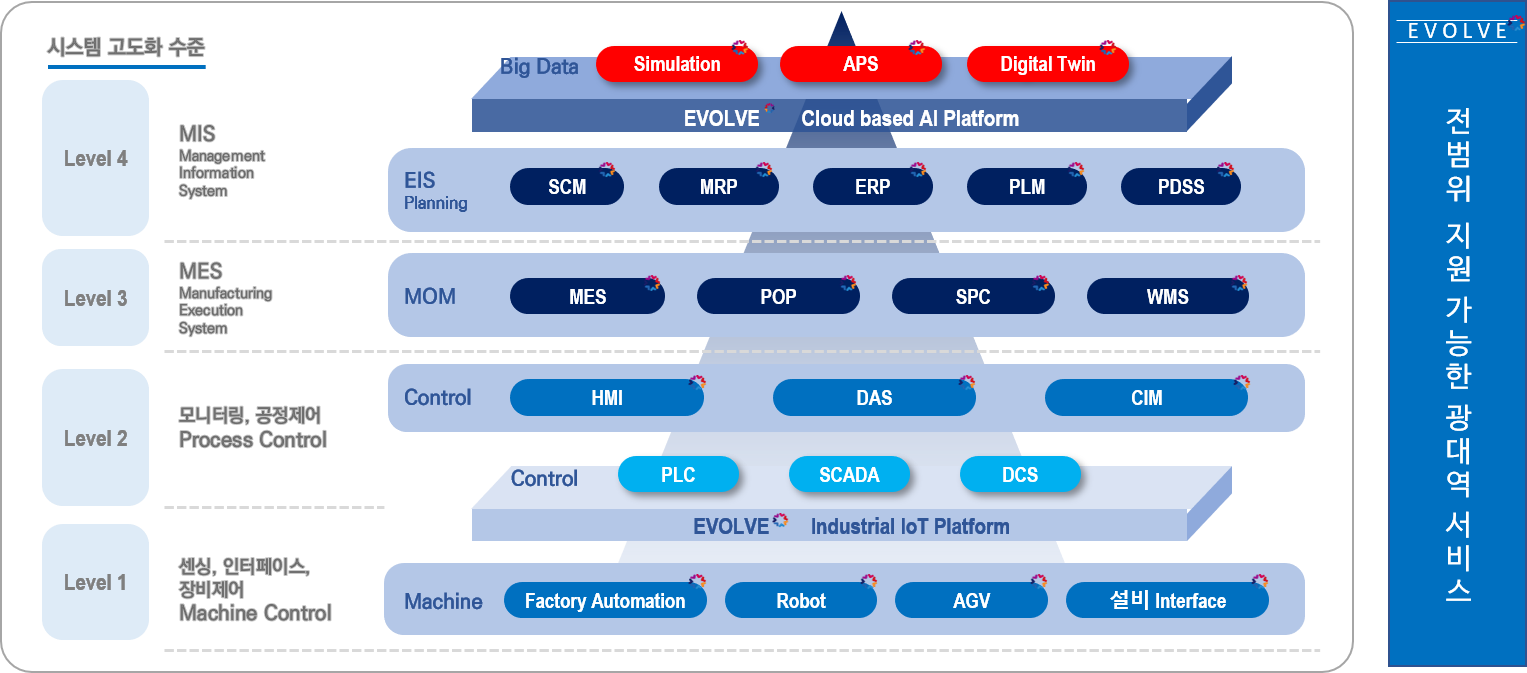 시스템 고도화 수준
Big Data
Simulation
APS
Digital Twin
EVOLVE Cloud based AI Platform
Level 4
MIS
Management
Information
System
EIS
Planning
SCM
MRP
ERP
PLM
PDSS
Level 3
MES
Manufacturing
Execution
System
MOM
MES
POP
SPC
WMS
Level 2
모니터링, 공정제어
Process Control
Control
HMI
DAS
CIM
Control
PLC
SCADA
DCS
EVOLVE Industrial IoT Platform
Level 1
센싱, 인터페이스,
장비제어
Machine Control
Machine
Factory Automation
Robot
AGV
설비 Interface
EVOLVE
전범위 지원 가능한 광대역 서비스